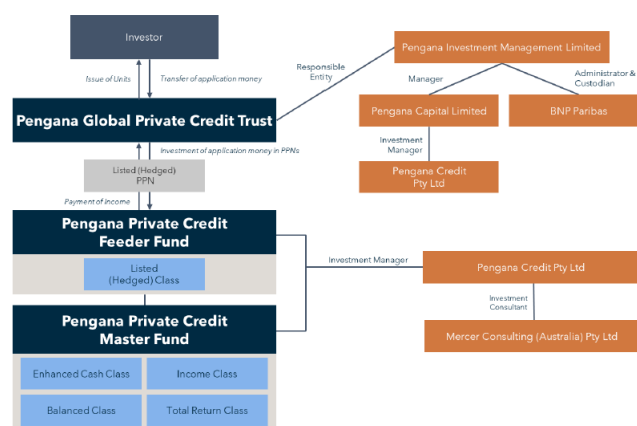 Investor
Issue of Units
Transfer of application money
Pengana Global Private Credit Trust
Investment of application money in PPNs
Listed (Hedged)
PPN
Payment of Income
Pengana Private Credit
Feeder Fund
Listed
(Hedged) Class
Pengana Private Credit
Master Fund
Enhanced Cash Class
Income Class
Balanced Class
Total Return Class
Responsible
Entity
Pengana Investment Management Limited
Manager
Administrator &
Custodian
Pengana Capital Limited
BNP Paribas
Investment
Manager
Pengana Credit
Pty Ltd
Investment Manager
Pengana Credit Pty Ltd
Investment
Consultant
Mercer Consulting (Australia) Pty Ltd